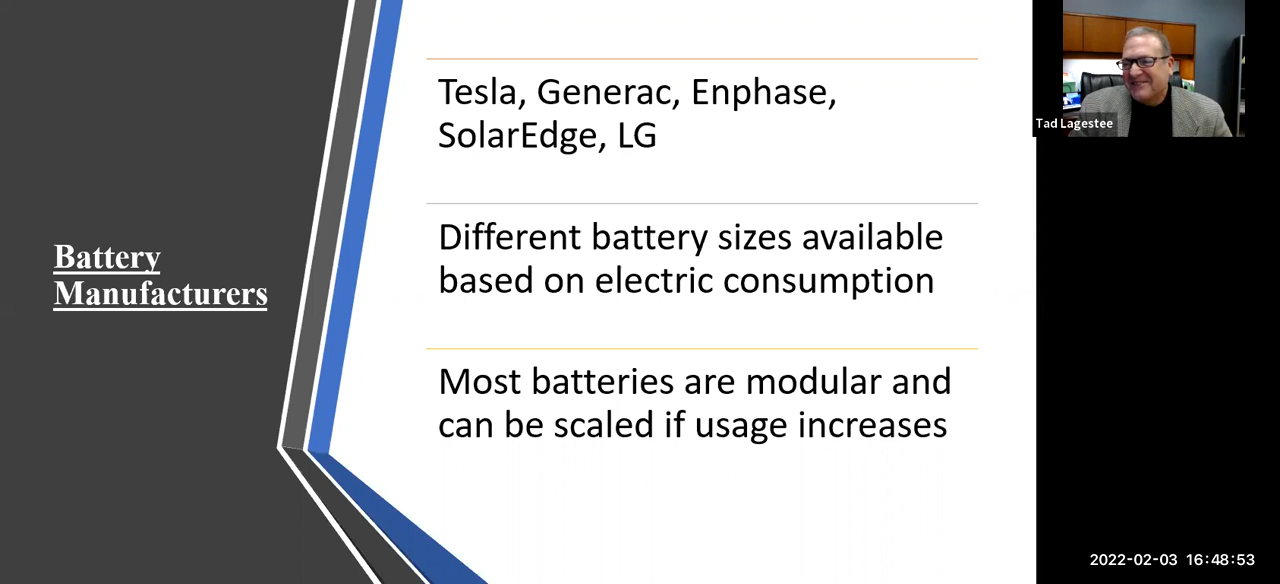 Battery
Manufacturers
Tesla, Generac, Enphase,
SolarEdge, LG
Different battery sizes available
based on electric consumption
Most batteries are modular and
can be scaled if usage increases
Tad Lagestee
2022-02-03 16:48:53